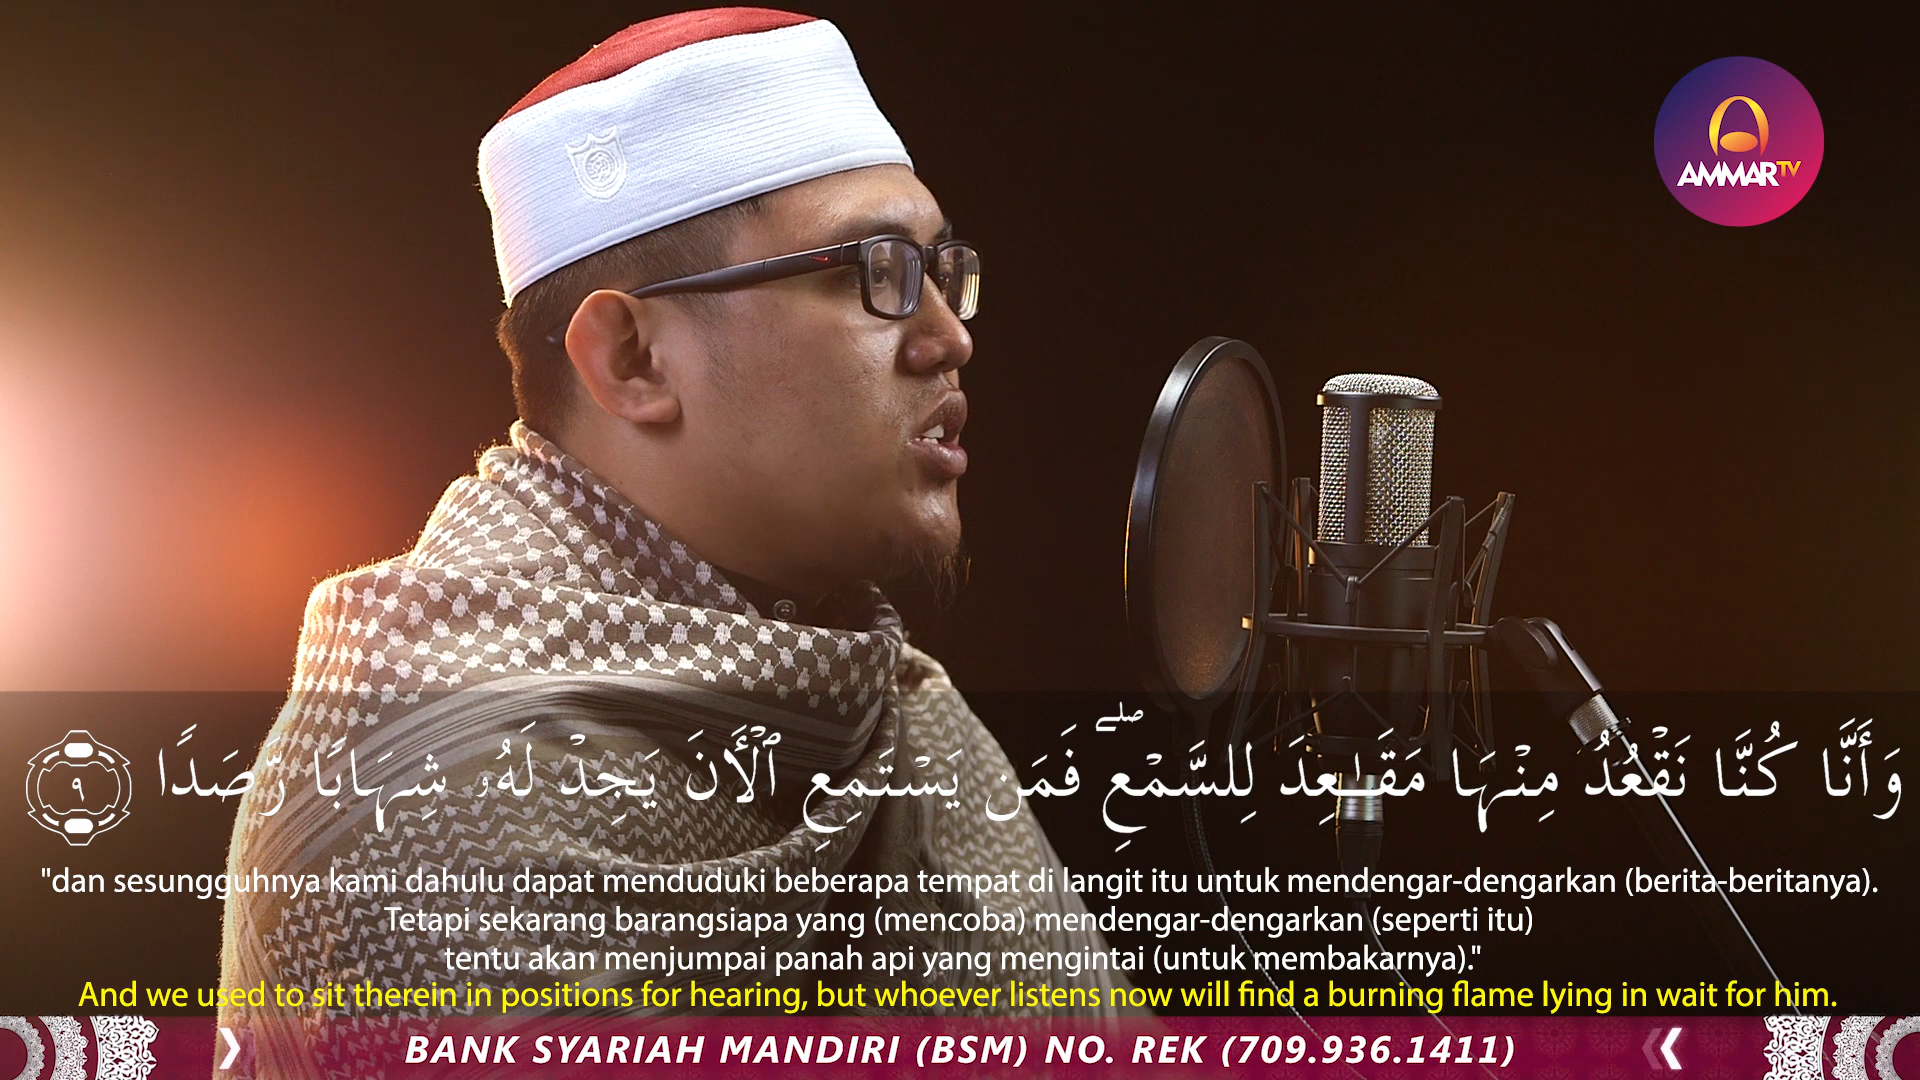 AMMARTV
وَأَنَّا كُنَّا نَقْعُدُ مِنْهَا مَقَـٰعِدَ لِلسَّمْعِ ۖ فَمَن يَسْتَمِعِ ٱلْـَٔانَ يَجِدْ لَهُۥ شِهَابًا رَّصَدًا ٩
"dan sesungguhnya kami dahulu dapat menduduki beberapa tempat di langit itu untuk mendengar-dengarkan (berita-beritanya).
Tetapi sekarang barangsiapa yang (mencoba) mendengar-dengarkan (seperti itu)
tentu akan menjumpai panah api yang mengintai (untuk membakarnya)."
And we used to sit therein in positions for hearing, but whoever listens now will find a burning flame lying in wait for him.
BANK SYARIAH MANDIRI (BSM) NO. REK (709.936.1411)